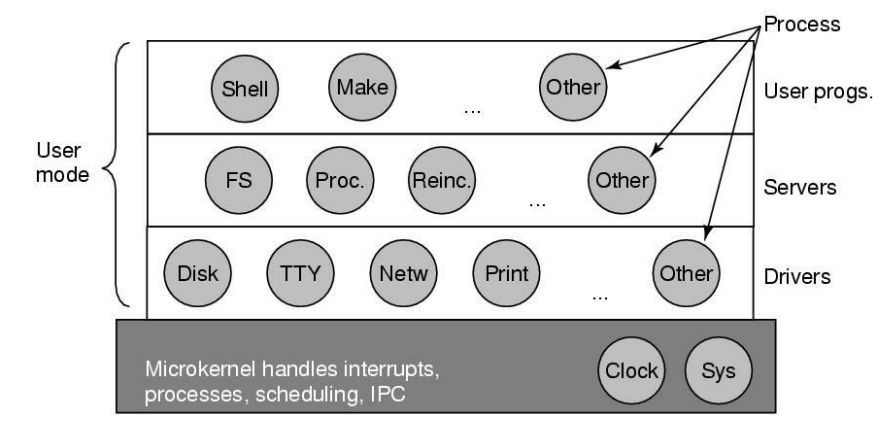 Process
Shell Make ... Other
User progs.
User
mode
FS Proc. Reinc. ... Other
Servers
Disk TTY Netw Print ... Other
Drivers
Microkernel handles interrupts,
processes, scheduling, IPC
Clock Sys